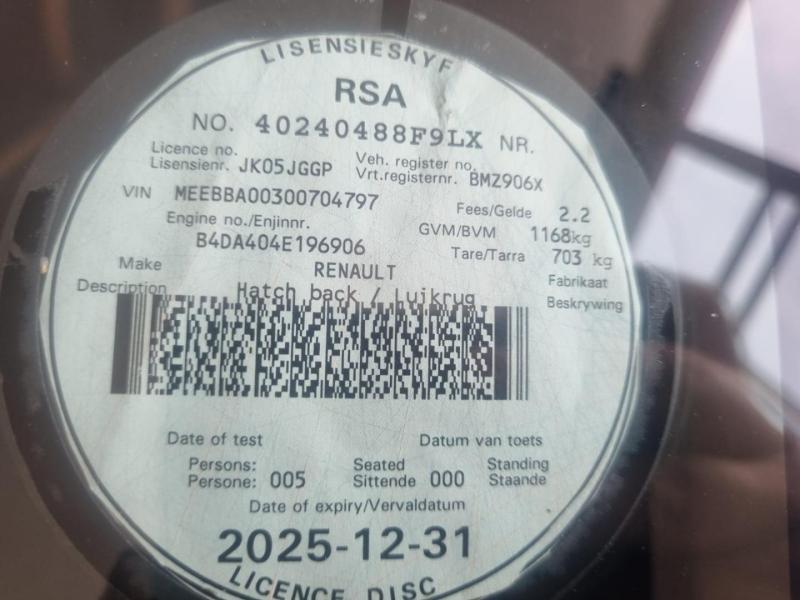 LISENSIESKYF
RSA
NO. 40240488F9LX NR.
Licence no.
Lisensienr. JK05JGGP
Veh. register no.
Vrt.registernr. BMZ906X
VIN MEEBBA00300704797
Fees/Gelde 2.2
Engine no./Enjinnr.
B4DA404E196906
GVM/BVM 1168kg
Tare/Tarra 703 kg
Make RENAULT Fabrikaat
Description Hatch back / Luikrug Beskrywing
Date of test Datum van toets
Persons: Seated Standing
Persone: 005 Sittende 000 Staande
Date of expiry/Vervaldatum
2025-12-31
LICENCE DISC